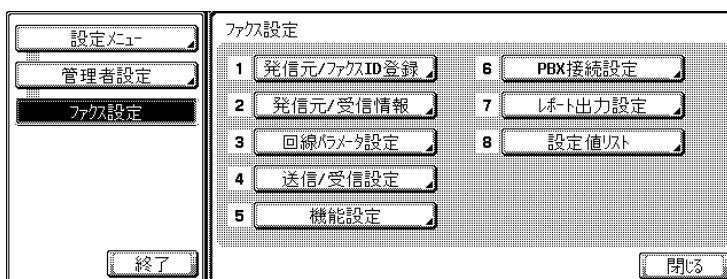 設定メニュー
管理者設定
ファクス設定
終了
ファクス設定
1 発信元/ファクスID登録
2 発信元/受信情報
3 回線パラメータ設定
4 送信/受信設定
5 機能設定
6 PBX接続設定
7 レポート出力設定
8 設定値リスト
閉じる